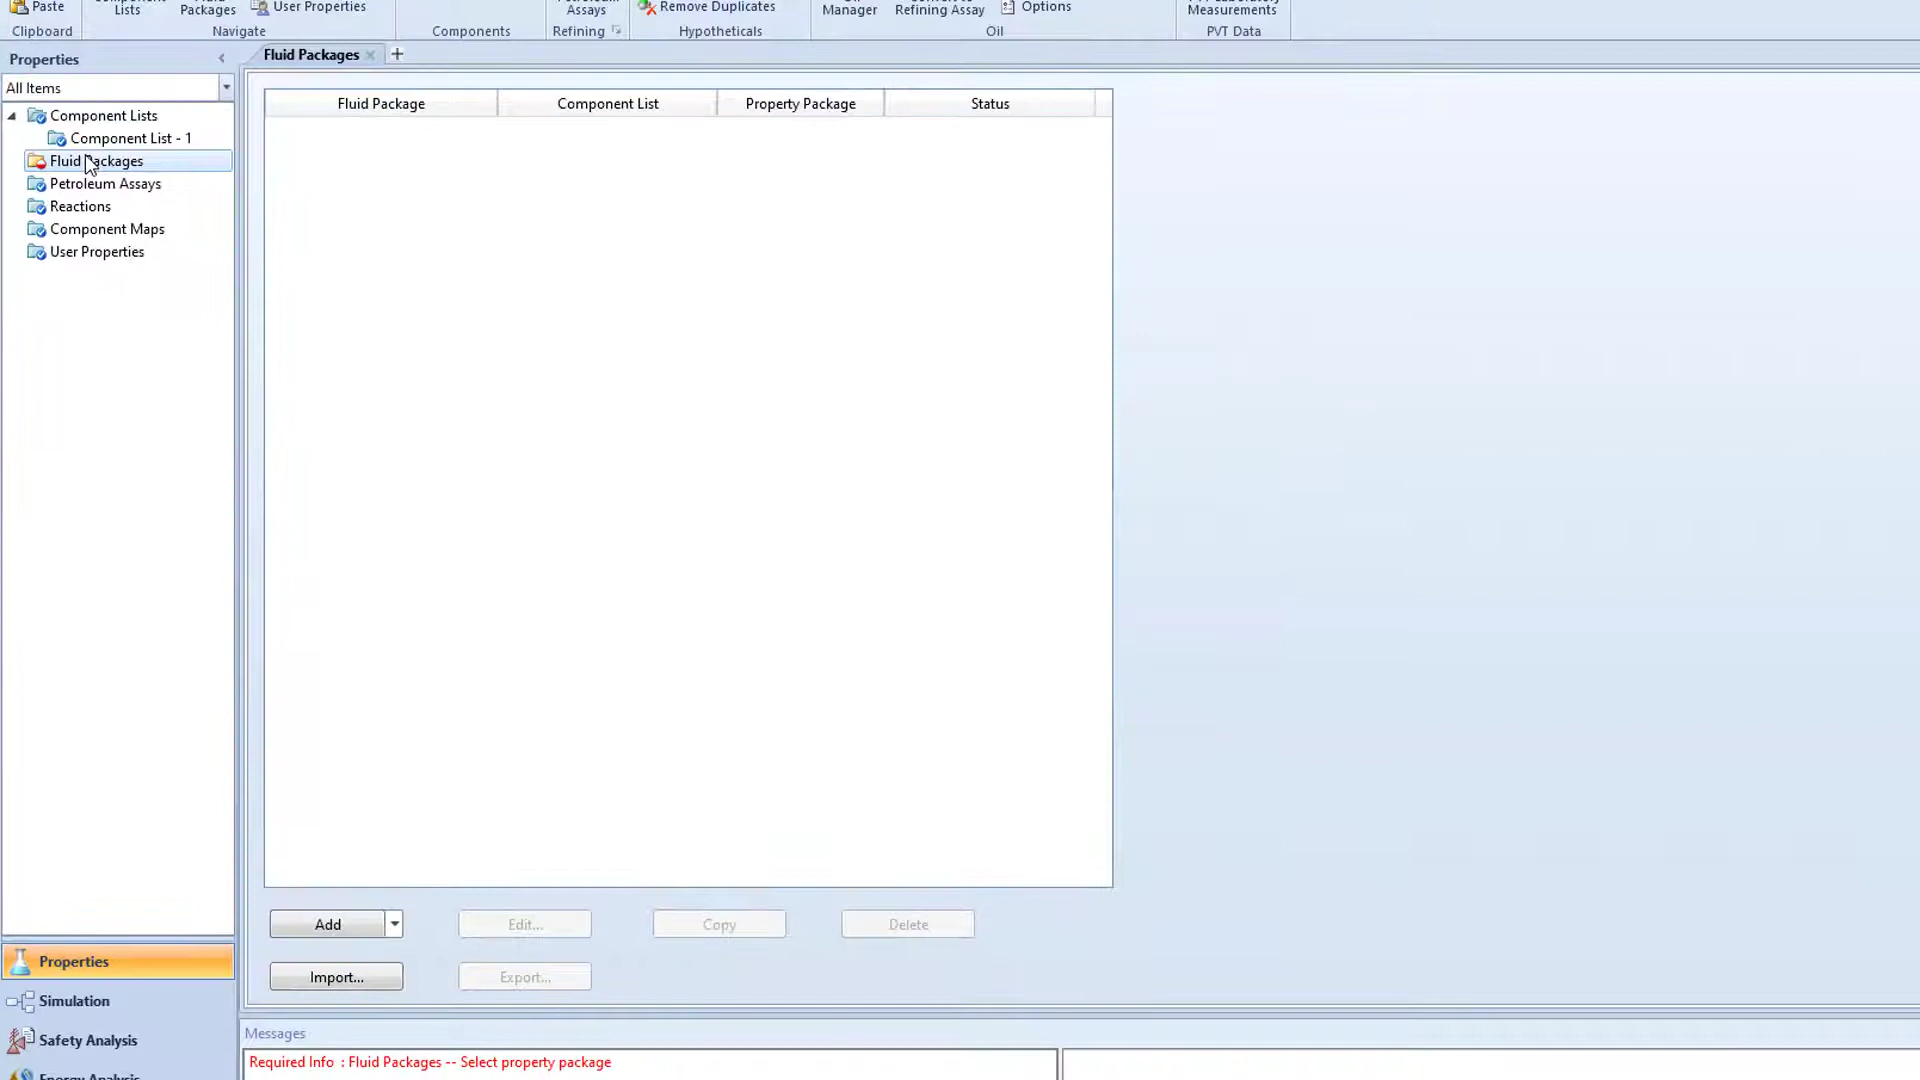 Paste
Lists
Packages
User Properties
Assays
Remove Duplicates
Manager
Refining Assay
Options
Measurements
Clipboard
Navigate
Components
Refining
Hypotheticals
Oil
PVT Data
Properties
Fluid Packages
All Items
Component Lists
Component List - 1
Fluid Packages
Petroleum Assays
Reactions
Component Maps
User Properties
Fluid Package
Component List
Property Package
Status
Add
Edit...
Copy
Delete
Import...
Export...
Properties
Simulation
Safety Analysis
Energy Analysis
Messages
Required Info : Fluid Packages -- Select property package